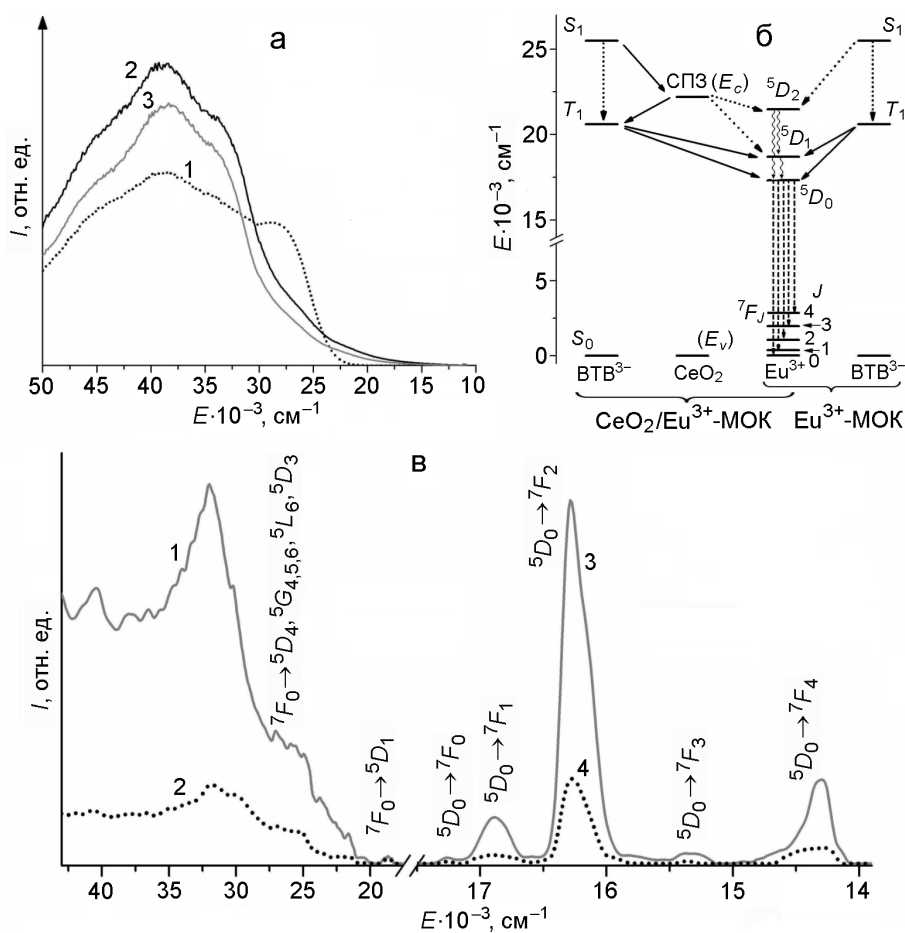 а
I, отн. ед.
2
3
1
50 40 30 20 10
E·10⁻³, см⁻¹
б
E·10⁻³, см⁻¹
25
20
15
5
0
S₁
S₁
СПЗ (E_c)
⁵D₂
T₁
T₁
⁵D₁
⁵D₀
J
⁷F_J
4
3
2
1
0
S₀
(E_v)
BTB³⁻ CeO₂ Eu³⁺ BTB³⁻
CeO₂/Eu³⁺-МОК Eu³⁺-МОК
в
I, отн. ед.
1
2
⁷F₀→⁵D₄, ⁵G₄,₅,₆, ⁵L₆, ⁵D₃
⁷F₀→⁵D₁
⁵D₀→⁷F₀
⁵D₀→⁷F₁
⁵D₀→⁷F₂
3
4
⁵D₀→⁷F₃
⁵D₀→⁷F₄
40 35 30 25 20 17 16 15 14
E·10⁻³, см⁻¹